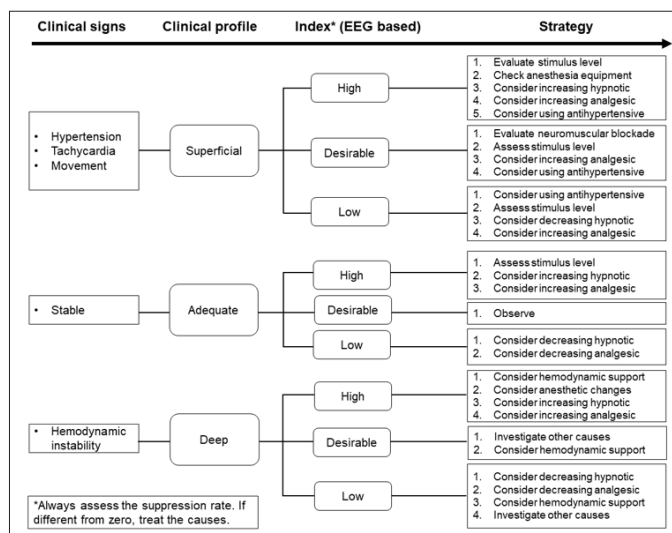 Clinical signs Clinical profile Index* (EEG based) Strategy
• Hypertension
• Tachycardia
• Movement
Superficial
High
1. Evaluate stimulus level
2. Check anesthesia equipment
3. Consider increasing hypnotic
4. Consider increasing analgesic
5. Consider using antihypertensive
Desirable
1. Evaluate neuromuscular blockade
2. Assess stimulus level
3. Consider increasing analgesic
4. Consider using antihypertensive
Low
1. Consider using antihypertensive
2. Assess stimulus level
3. Consider decreasing hypnotic
4. Consider increasing analgesic
• Stable
Adequate
High
1. Assess stimulus level
2. Consider increasing hypnotic
3. Consider increasing analgesic
Desirable
1. Observe
Low
1. Consider decreasing hypnotic
2. Consider decreasing analgesic
• Hemodynamic
instability
Deep
High
1. Consider hemodynamic support
2. Consider anesthetic changes
3. Consider increasing hypnotic
4. Consider increasing analgesic
Desirable
1. Investigate other causes
2. Consider hemodynamic support
Low
1. Consider decreasing hypnotic
2. Consider decreasing analgesic
3. Consider hemodynamic support
4. Investigate other causes
*Always assess the suppression rate. If
different from zero, treat the causes.